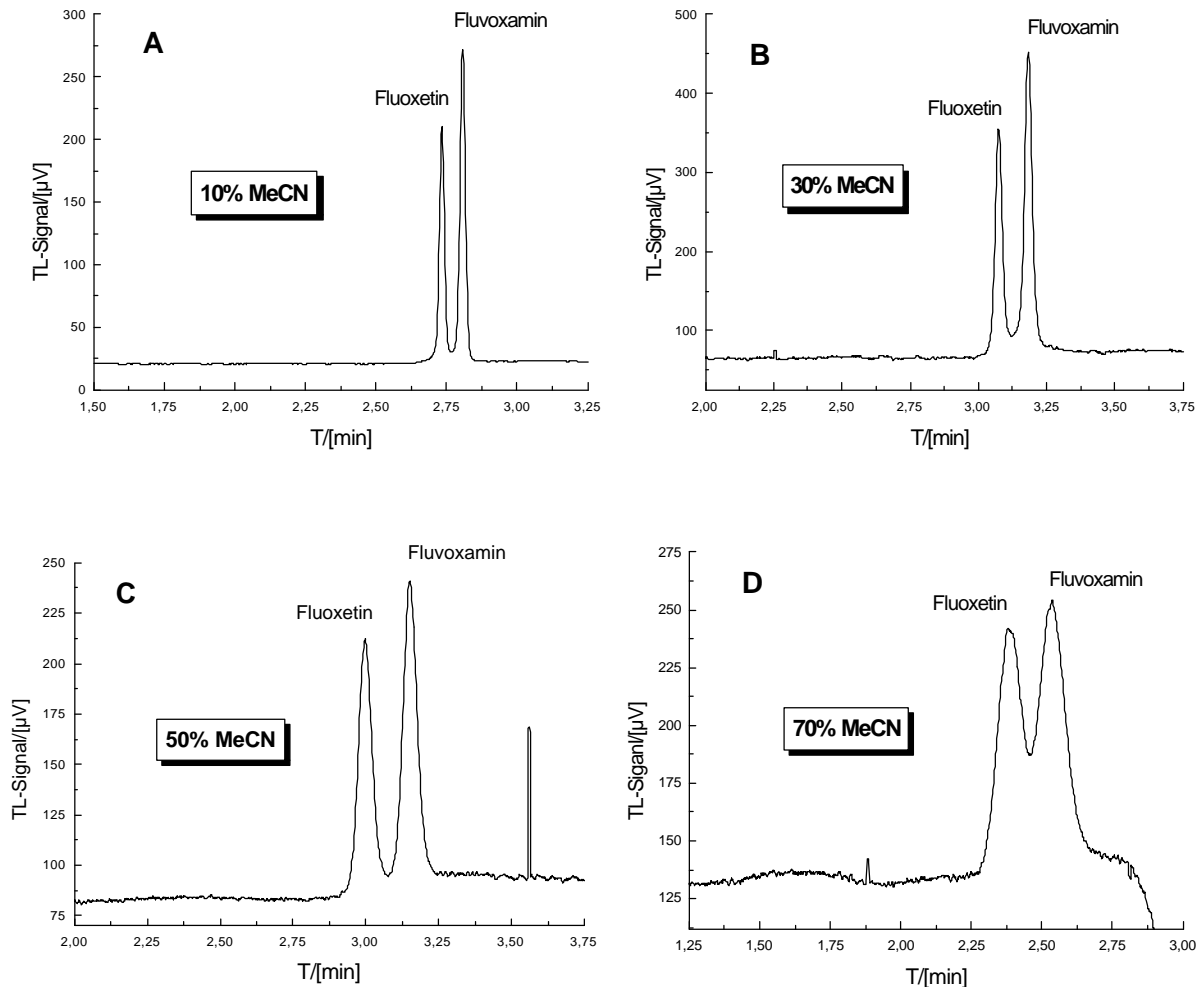 A
Fluvoxamin
Fluoxetin
10% MeCN
TL-Signal/[µV]
300
250
200
150
100
50
0
1,50 1,75 2,00 2,25 2,50 2,75 3,00 3,25
T/[min]
B
Fluvoxamin
Fluoxetin
30% MeCN
TL-Signal/[µV]
500
400
300
200
100
2,00 2,25 2,50 2,75 3,00 3,25 3,50 3,75
T/[min]
C
Fluvoxamin
Fluoxetin
50% MeCN
TL-Signal/[µV]
250
225
200
175
150
125
100
75
2,00 2,25 2,50 2,75 3,00 3,25 3,50 3,75
T/[min]
D
Fluvoxamin
Fluoxetin
70% MeCN
TL-Siganl/[µV]
275
250
225
200
175
150
125
1,25 1,50 1,75 2,00 2,25 2,50 2,75 3,00
T/[min]